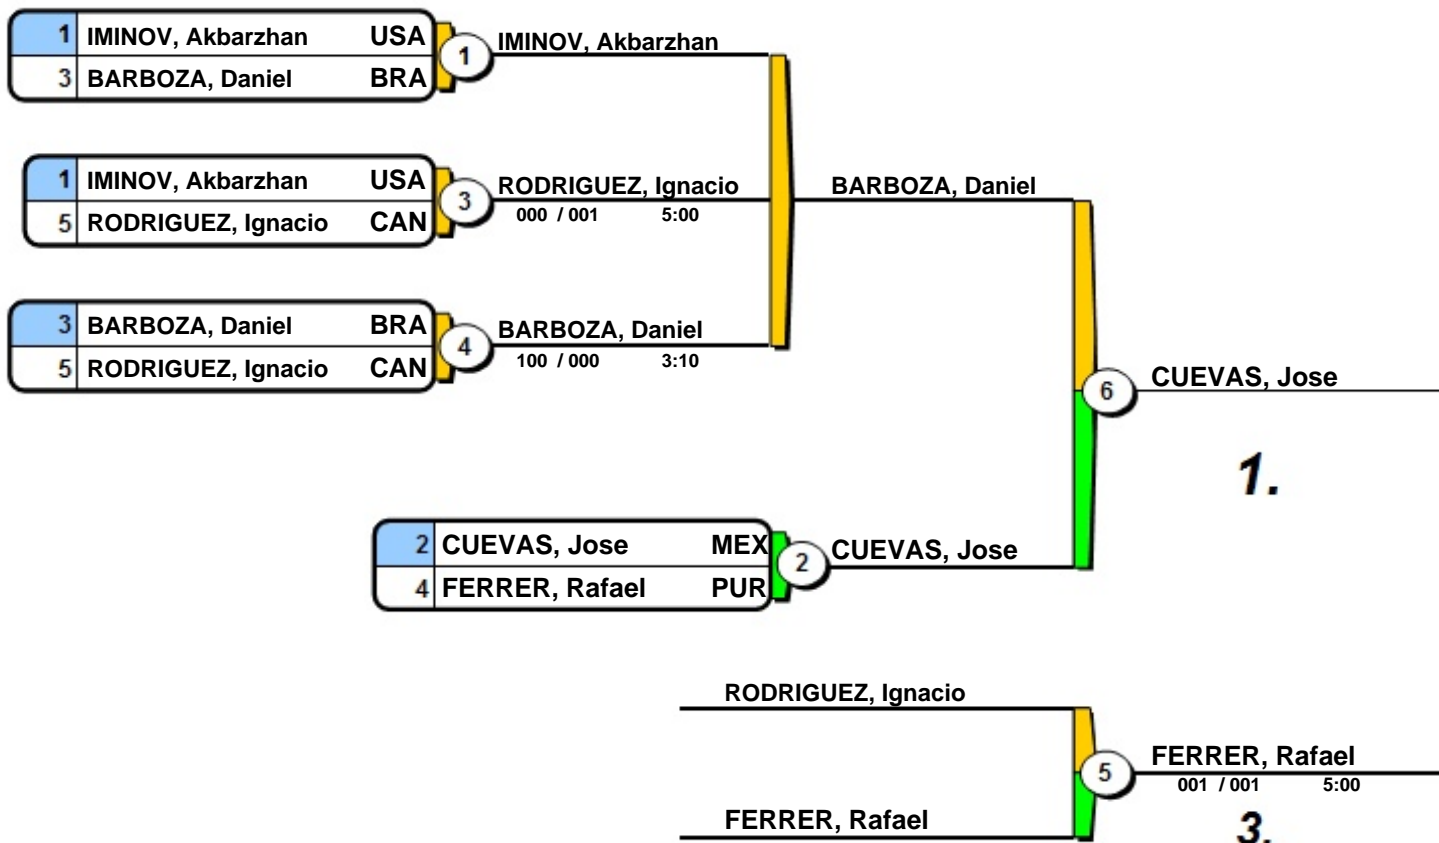 1 IMINOV, Akbarzhan USA
3 BARBOZA, Daniel BRA
1 IMINOV, Akbarzhan
1 IMINOV, Akbarzhan USA
5 RODRIGUEZ, Ignacio CAN
3 RODRIGUEZ, Ignacio
000 / 001 5:00
BARBOZA, Daniel
3 BARBOZA, Daniel BRA
5 RODRIGUEZ, Ignacio CAN
4 BARBOZA, Daniel
100 / 000 3:10
6 CUEVAS, Jose
1.
2 CUEVAS, Jose MEX
4 FERRER, Rafael PUR
2 CUEVAS, Jose
RODRIGUEZ, Ignacio
5 FERRER, Rafael
001 / 001 5:00
FERRER, Rafael
3.